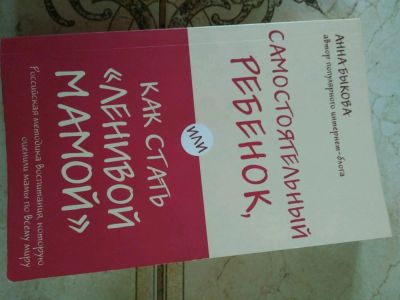 АННА БЫКОВА
автор популярного интернет-блога
САМОСТОЯТЕЛЬНЫЙ
РЕБЕНОК,
ИЛИ
КАК СТАТЬ
«ЛЕНИВОЙ
МАМОЙ»
Российская методика воспитания, которую
оценили мамы по всему миру